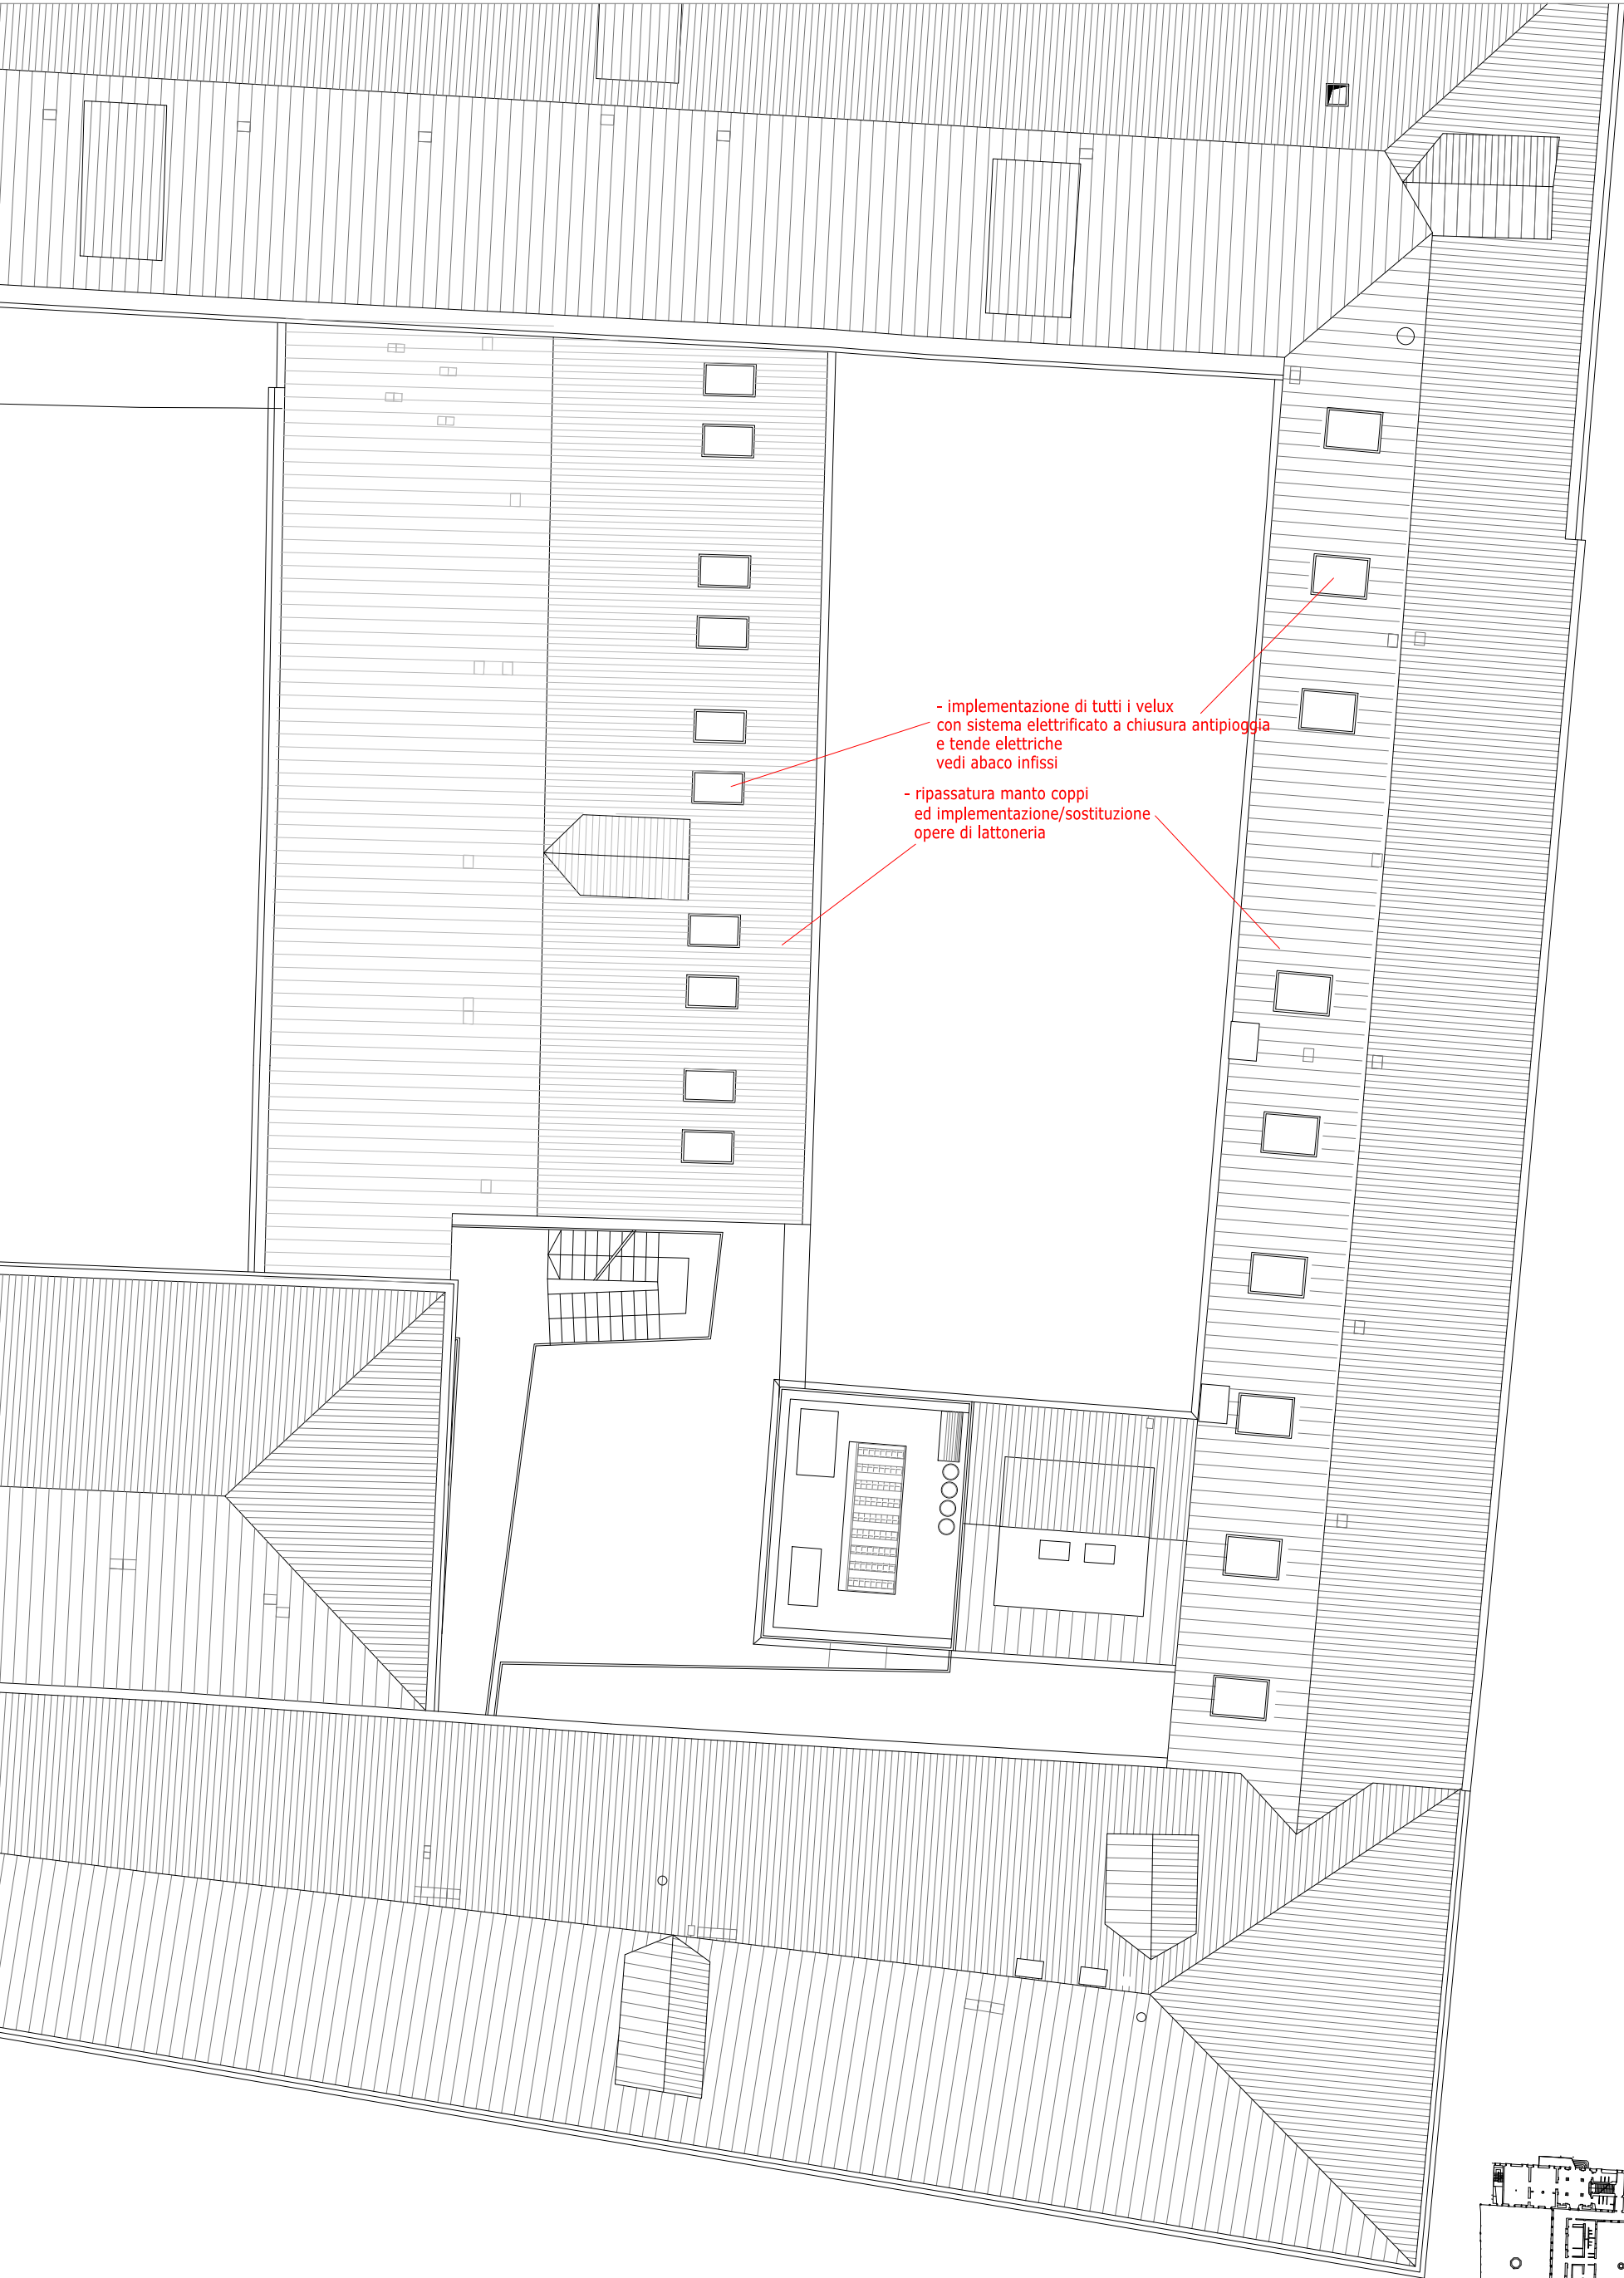 - implementazione di tutti i velux
con sistema elettrificato a chiusura antipioggia
e tende elettriche
vedi abaco infissi
- ripassatura manto coppi
ed implementazione/sostituzione
opere di lattoneria